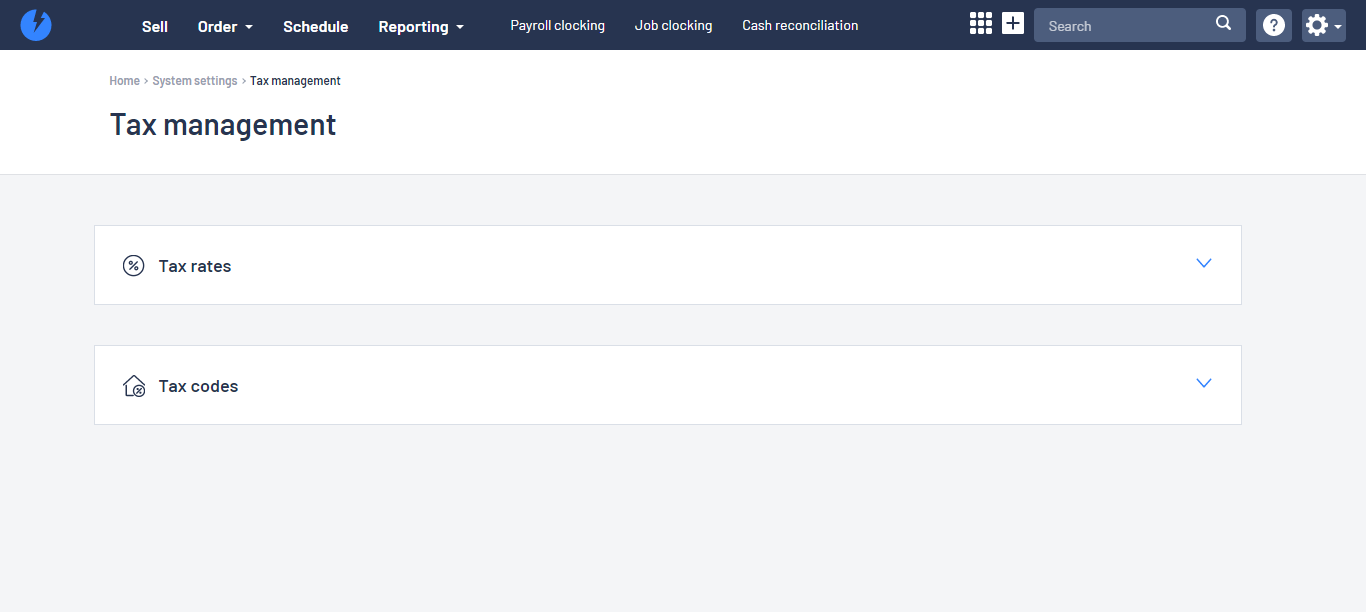 Sell Order Schedule Reporting Payroll clocking Job clocking Cash reconciliation Search
Home › System settings › Tax management
Tax management
Tax rates
Tax codes